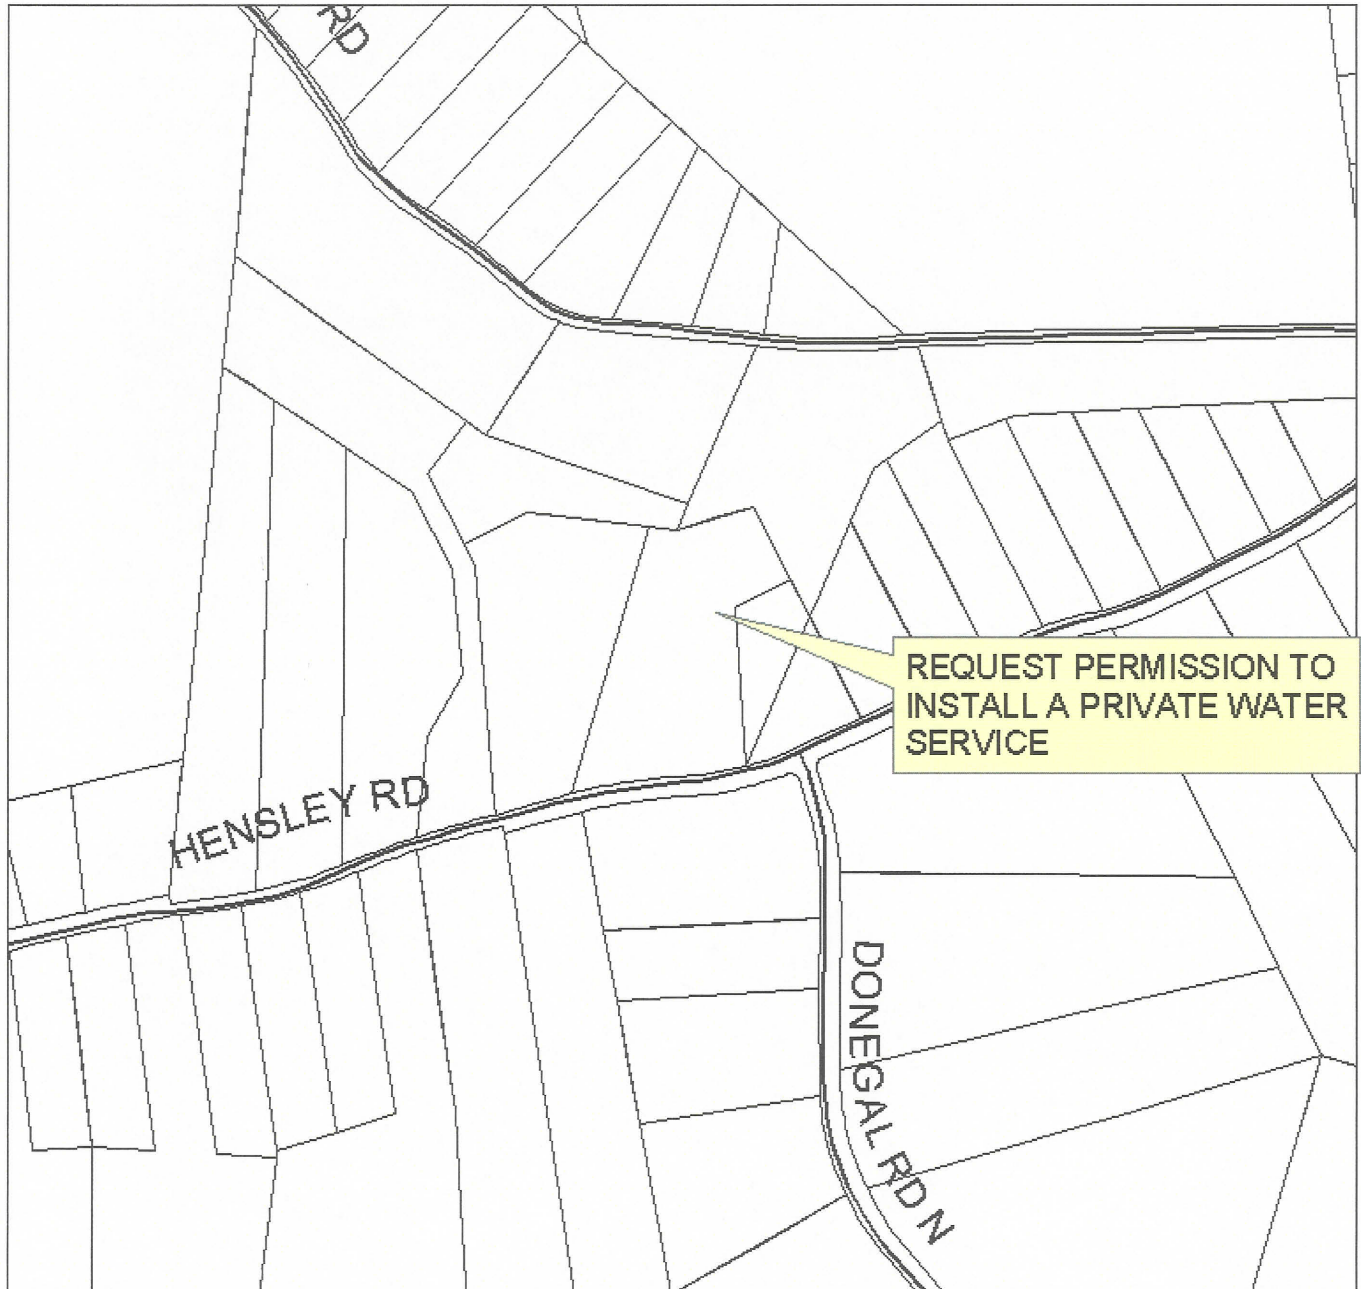 RD
REQUEST PERMISSION TO
INSTALL A PRIVATE WATER
SERVICE
HENSLEY RD
DONEGAL RD N